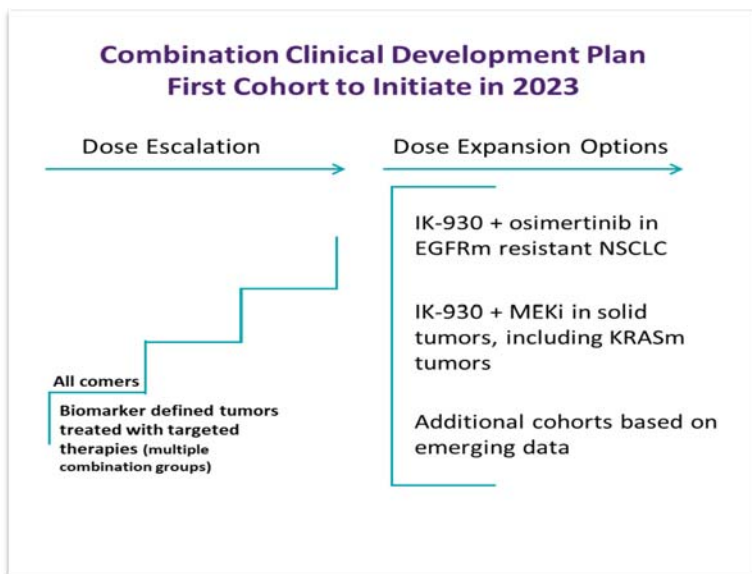 Combination Clinical Development Plan
First Cohort to Initiate in 2023
Dose Escalation
All comers
Biomarker defined tumors
treated with targeted
therapies (multiple
combination groups)
Dose Expansion Options
IK-930 + osimertinib in
EGFRm resistant NSCLC
IK-930 + MEKi in solid
tumors, including KRASm
tumors
Additional cohorts based on
emerging data